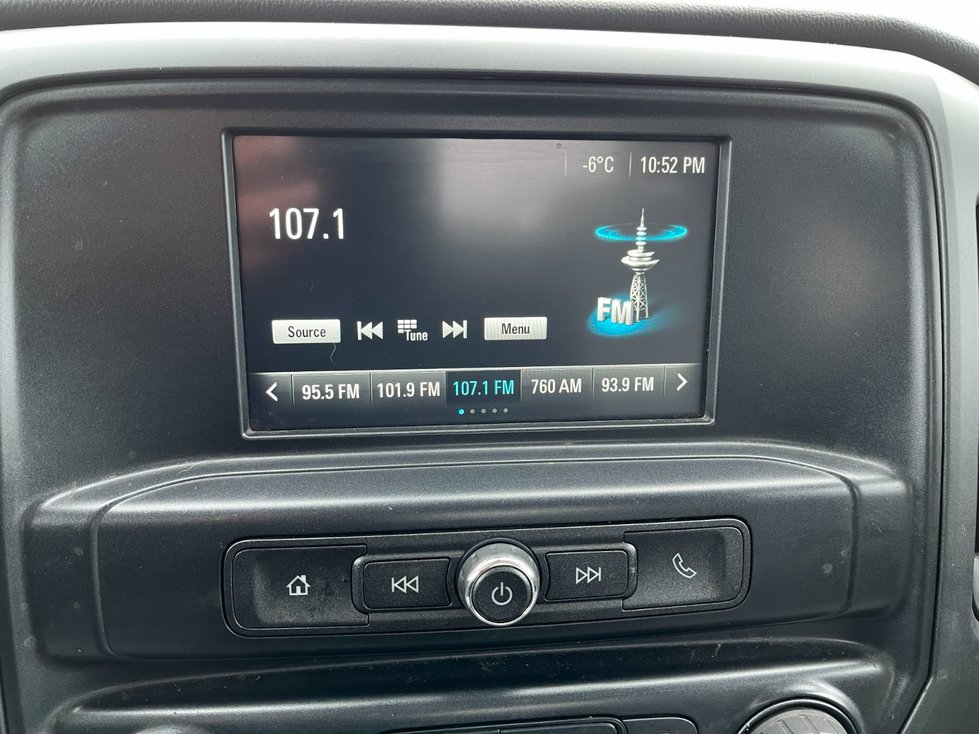 -6°C 10:52 PM
107.1
FM
Source Tune Menu
95.5 FM 101.9 FM 107.1 FM 760 AM 93.9 FM